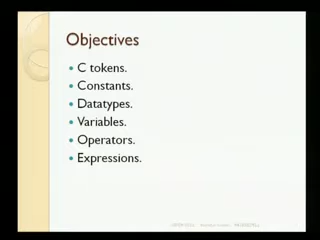 Objectives
C tokens.
Constants.
Datatypes.
Variables.
Operators.
Expressions.